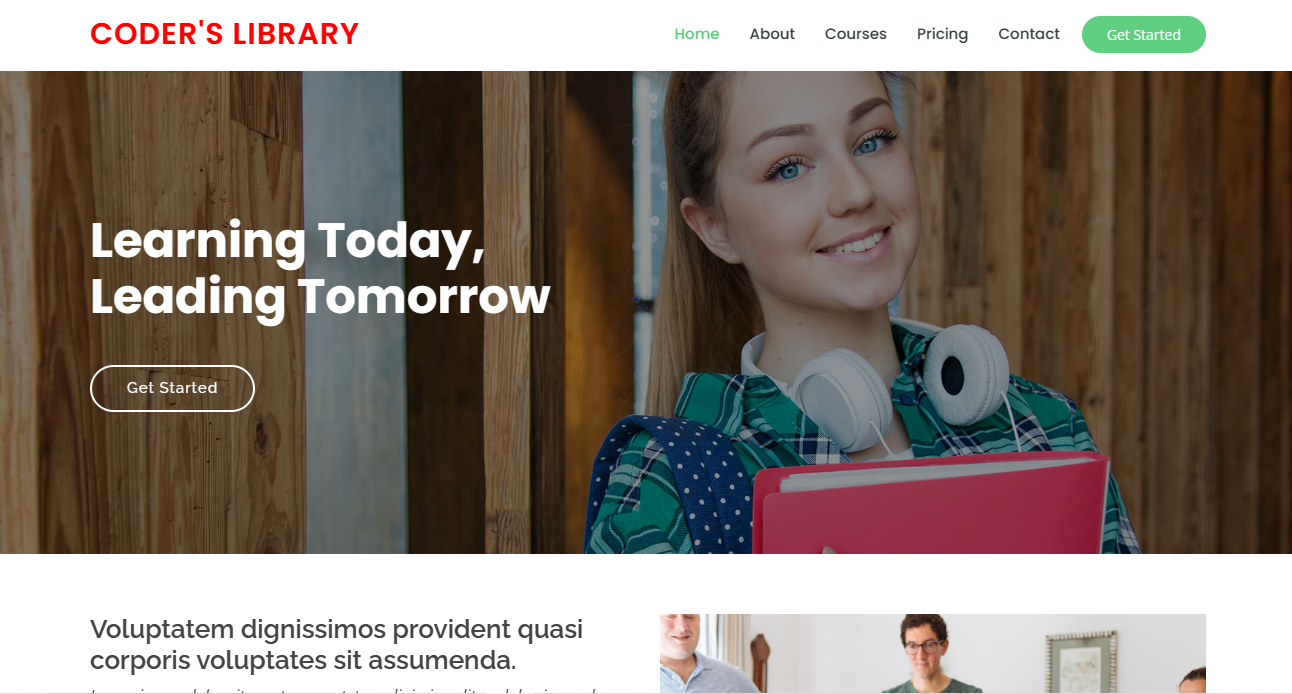 CODER'S LIBRARY
Home About Courses Pricing Contact Get Started
Learning Today,
Leading Tomorrow
Get Started
Voluptatem dignissimos provident quasi
corporis voluptates sit assumenda.